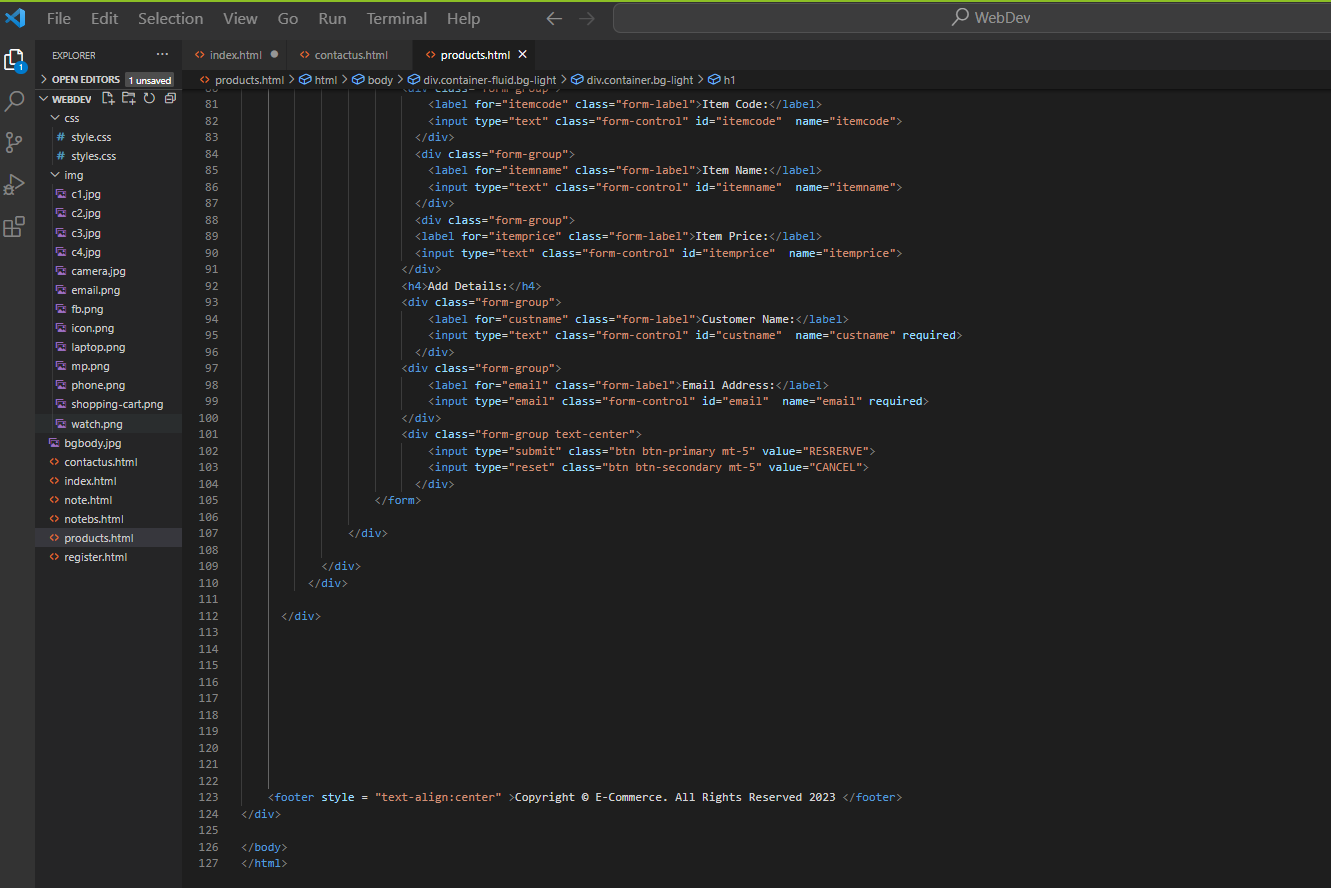 File Edit Selection View Go Run Terminal Help WebDev
EXPLORER ··· index.html contactus.html products.html
OPEN EDITORS 1 unsaved
products.html > html > body > div.container-fluid.bg-light > div.container.bg-light > h1
WEBDEV
css
style.css
styles.css
img
c1.jpg
c2.jpg
c3.jpg
c4.jpg
camera.jpg
email.png
fb.png
icon.png
laptop.png
mp.png
phone.png
shopping-cart.png
watch.png
bgbody.jpg
contactus.html
index.html
note.html
notebs.html
products.html
register.html
1
80 <div class="form-group">
81 <label for="itemcode" class="form-label">Item Code:</label>
82 <input type="text" class="form-control" id="itemcode"  name="itemcode">
83 </div>
84 <div class="form-group">
85 <label for="itemname" class="form-label">Item Name:</label>
86 <input type="text" class="form-control" id="itemname"  name="itemname">
87 </div>
88 <div class="form-group">
89 <label for="itemprice" class="form-label">Item Price:</label>
90 <input type="text" class="form-control" id="itemprice"  name="itemprice">
91 </div>
92 <h4>Add Details:</h4>
93 <div class="form-group">
94 <label for="custname" class="form-label">Customer Name:</label>
95 <input type="text" class="form-control" id="custname"  name="custname" required>
96 </div>
97 <div class="form-group">
98 <label for="email" class="form-label">Email Address:</label>
99 <input type="email" class="form-control" id="email"  name="email" required>
100 </div>
101 <div class="form-group text-center">
102 <input type="submit" class="btn btn-primary mt-5" value="RESRERVE">
103 <input type="reset" class="btn btn-secondary mt-5" value="CANCEL">
104 </div>
105 </form>
106
107 </div>
108
109 </div>
110 </div>
111
112 </div>
113
114
115
116
117
118
119
120
121
122
123 <footer style = "text-align:center" >Copyright © E-Commerce. All Rights Reserved 2023 </footer>
124 </div>
125
126 </body>
127 </html>